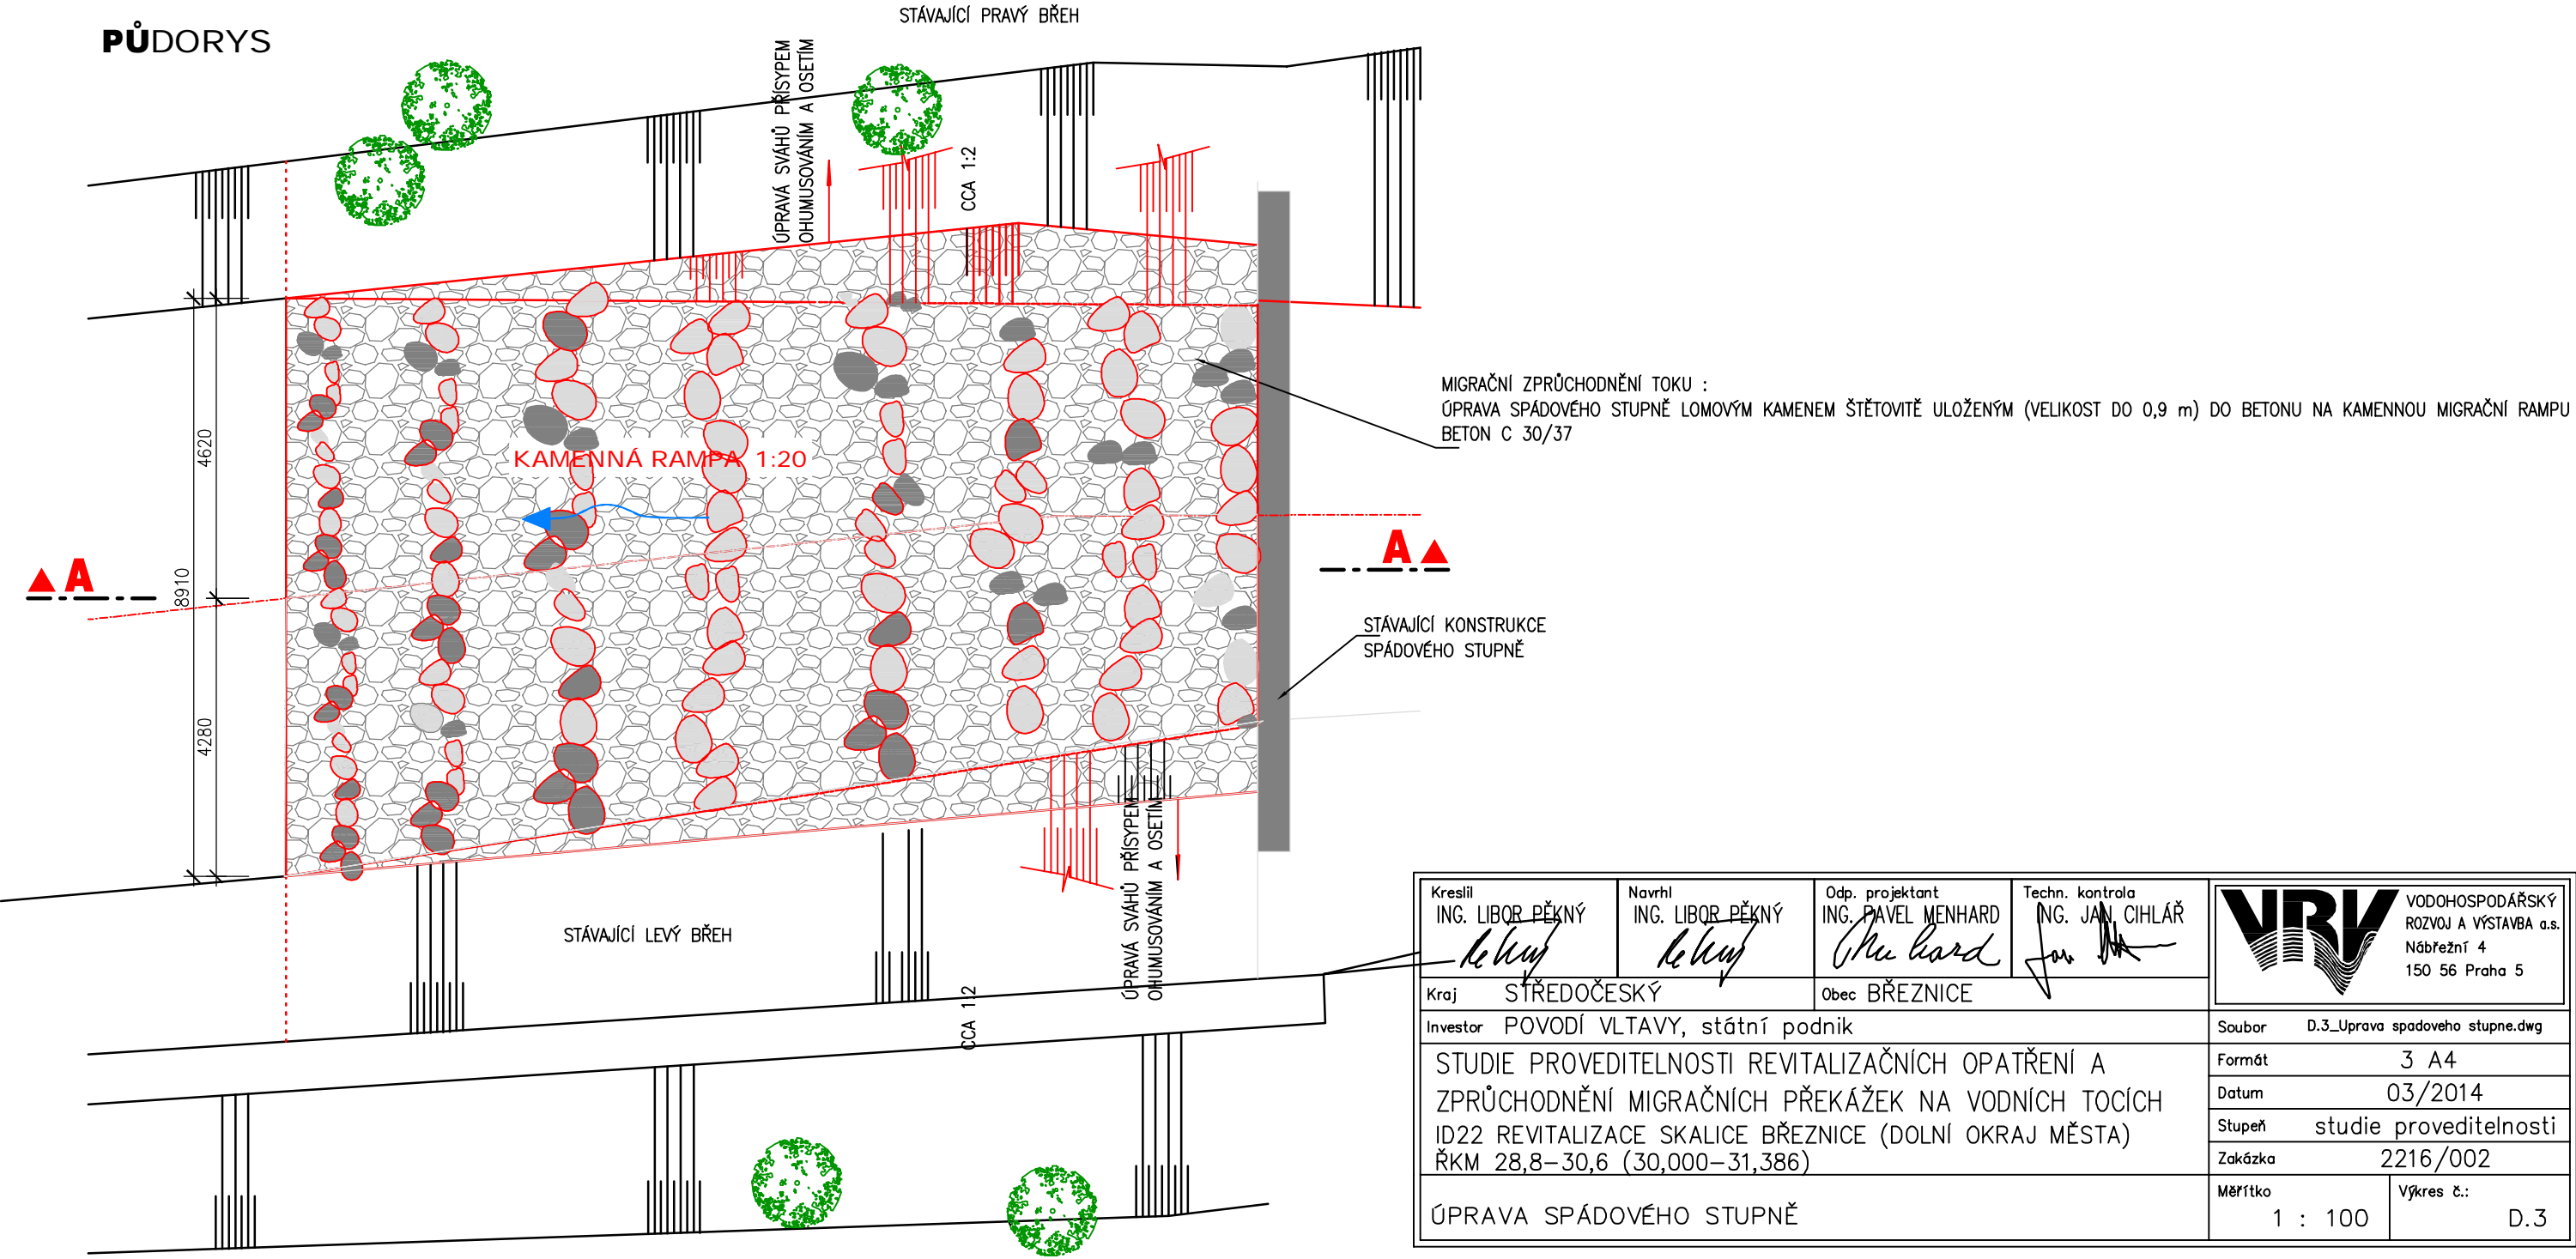 PŮDORYS
STÁVAJÍCÍ PRAVÝ BŘEH
ÚPRAVÁ SVÁHŮ PŘÍSYPEM
OHUMUSOVÁNÍM A OSETÍM
CCA 1:2
4620
8910
4280
KAMENNÁ RAMPA 1:20
MIGRAČNÍ ZPRŮCHODNĚNÍ TOKU :
ÚPRAVA SPÁDOVÉHO STUPNĚ LOMOVÝM KAMENEM ŠTĚTOVITĚ ULOŽENÝM (VELIKOST DO 0,9 m) DO BETONU NA KAMENNOU MIGRAČNÍ RAMPU
BETON C 30/37
A
A
STÁVAJÍCÍ KONSTRUKCE
SPÁDOVÉHO STUPNĚ
STÁVAJÍCÍ LEVÝ BŘEH
ÚPRAVÁ SVÁHŮ PŘÍSYPEM
OHUMUSOVÁNÍM A OSETÍM
CCA 1:2
Kreslil
ING. LIBOR PĚKNÝ
Navrhl
ING. LIBOR PĚKNÝ
Odp. projektant
ING. PAVEL MENHARD
Techn. kontrola
ING. JAN CIHLÁŘ
VRV
VODOHOSPODÁŘSKÝ
ROZVOJ A VÝSTAVBA a.s.
Nábřežní 4
150 56 Praha 5
Kraj STŘEDOČESKÝ
Obec BŘEZNICE
Investor POVODÍ VLTAVY, státní podnik
STUDIE PROVEDITELNOSTI REVITALIZAČNÍCH OPATŘENÍ A
ZPRŮCHODNĚNÍ MIGRAČNÍCH PŘEKÁŽEK NA VODNÍCH TOCÍCH
ID22 REVITALIZACE SKALICE BŘEZNICE (DOLNÍ OKRAJ MĚSTA)
ŘKM 28,8-30,6 (30,000-31,386)
ÚPRAVA SPÁDOVÉHO STUPNĚ
Soubor D.3_Uprava spadoveho stupne.dwg
Formát 3 A4
Datum 03/2014
Stupeň studie proveditelnosti
Zakázka 2216/002
Měřítko
1 : 100
Výkres č.:
D.3